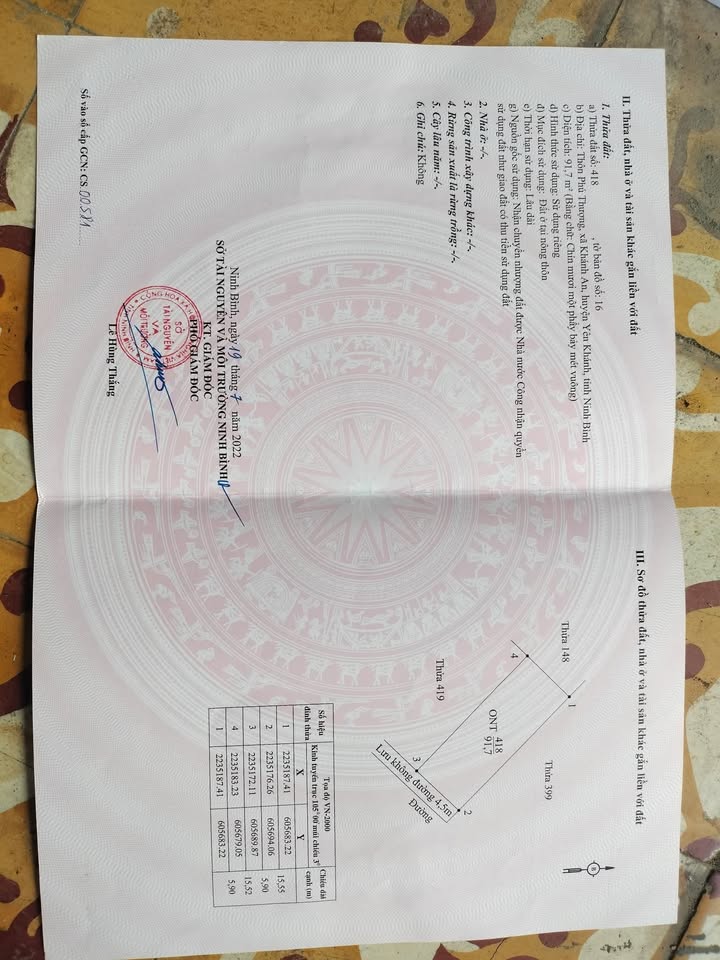 II. Thửa đất, nhà ở và tài sản khác gắn liền với đất
1. Thửa đất:
a) Thửa đất số: 418 , tờ bản đồ số: 16
b) Địa chỉ: Thôn Phú Thượng, xã Khánh An, huyện Yên Khánh, tỉnh Ninh Bình
c) Diện tích: 91,7 m² (Bằng chữ: Chín mươi một phẩy bảy mét vuông)
d) Hình thức sử dụng: Sử dụng riêng
đ) Mục đích sử dụng: Đất ở tại nông thôn
e) Thời hạn sử dụng: Lâu dài
g) Nguồn gốc sử dụng: Nhận chuyển nhượng đất được Nhà nước Công nhận quyền
sử dụng đất như giao đất có thu tiền sử dụng đất
2. Nhà ở: -/-.
3. Công trình xây dựng khác: -/-.
4. Rừng sản xuất là rừng trồng: -/-.
5. Cây lâu năm: -/-.
6. Ghi chú: Không
Ninh Bình, ngày 19 tháng 7 năm 2022
SỞ TÀI NGUYÊN VÀ MÔI TRƯỜNG NINH BÌNH
KT. GIÁM ĐỐC
PHÓ GIÁM ĐỐC
SỞ
TÀI NGUYÊN
VÀ
MÔI TRƯỜNG
Lê Hùng Thắng
Số vào sổ cấp GCN: CS 00581
III. Sơ đồ thửa đất, nhà ở và tài sản khác gắn liền với đất
B
Thửa 148
1
Thửa 399
4
ONT 418
91,7
Thửa 419
3
2
Lưu không đường 4,5m
Đường
Số hiệu đỉnh thửa | Tọa độ VN-2000 Kinh tuyến trục 105°00' múi chiếu 3° | Chiều dài cạnh (m)
X | Y
1 | 2235187.41 | 605683.22
15,55
2 | 2235176.26 | 605694.06
5,90
3 | 2235172.11 | 605689.87
15,52
4 | 2235183.23 | 605679.05
5,90
1 | 2235187.41 | 605683.22